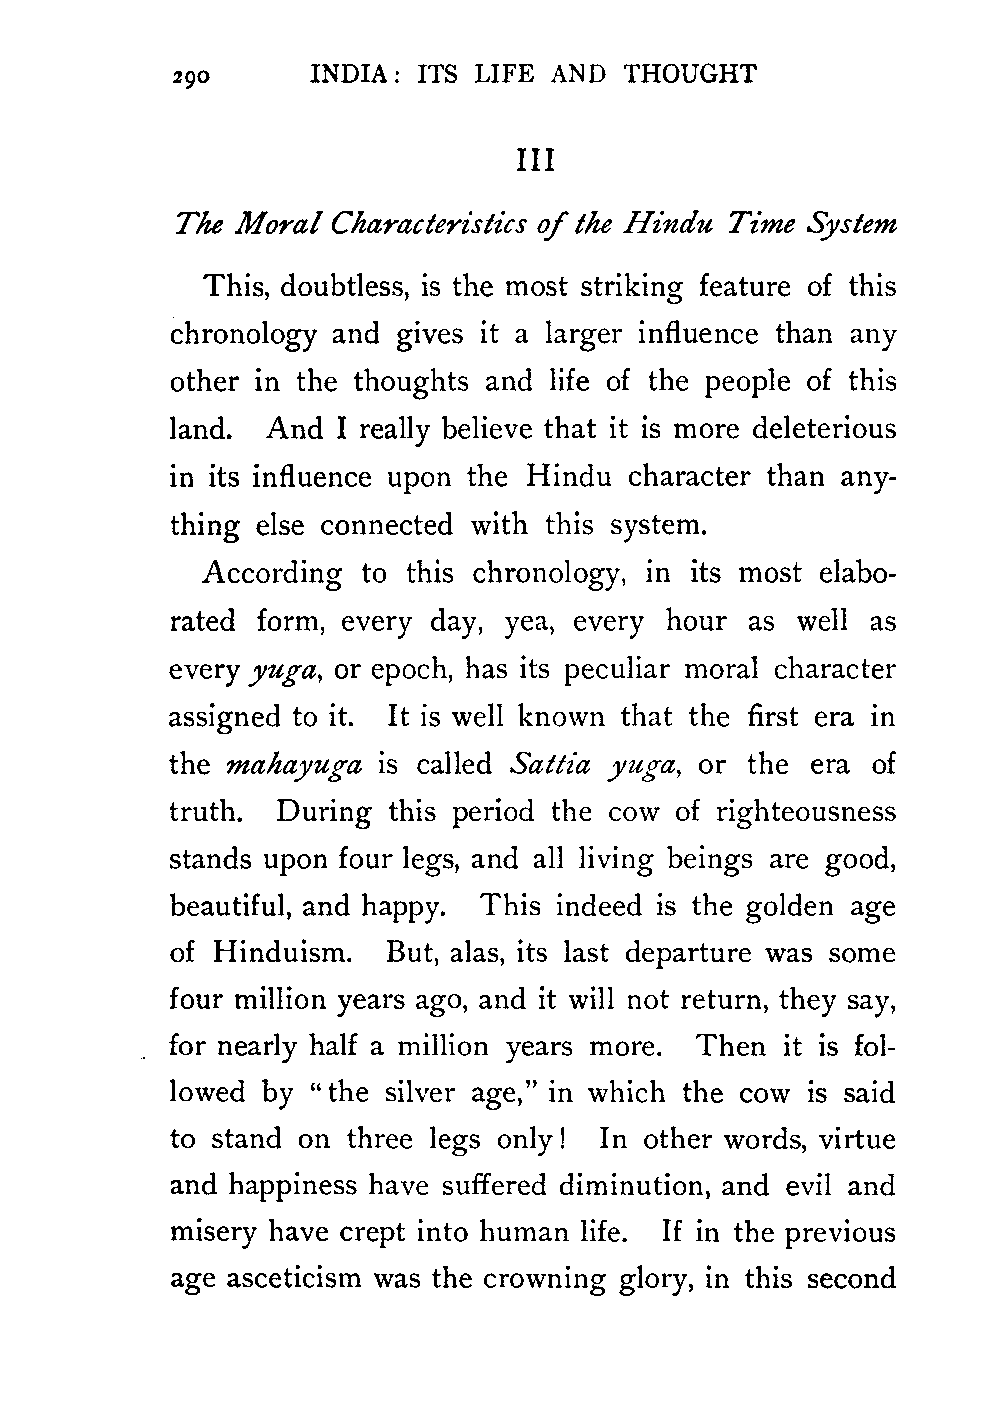 290 INDIA: ITS LIFE AND THOUGHT
III
The Moral Characteristics of the Hindu Time System
This, doubtless, is the most striking feature of this
chronology and gives it a larger influence than any
other in the thoughts and life of the people of this
land. And I really believe that it is more deleterious
in its influence upon the Hindu character than any-
thing else connected with this system.
According to this chronology, in its most elabo-
rated form, every day, yea, every hour as well as
every yuga, or epoch, has its peculiar moral character
assigned to it. It is well known that the first era in
the mahayuga is called Sattia yuga, or the era of
truth. During this period the cow of righteousness
stands upon four legs, and all living beings are good,
beautiful, and happy. This indeed is the golden age
of Hinduism. But, alas, its last departure was some
four million years ago, and it will not return, they say,
for nearly half a million years more. Then it is fol-
lowed by "the silver age," in which the cow is said
to stand on three legs only! In other words, virtue
and happiness have suffered diminution, and evil and
misery have crept into human life. If in the previous
age asceticism was the crowning glory, in this second